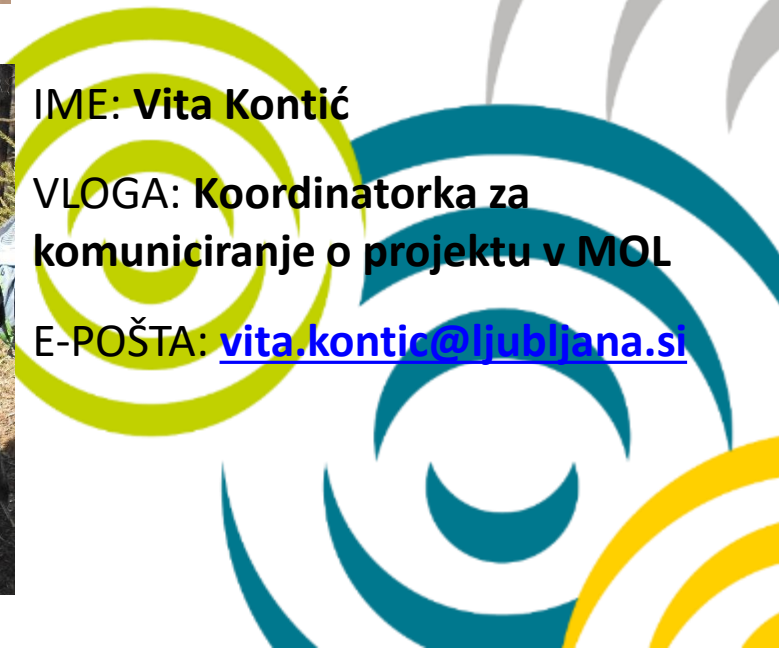 IME: Vita Kontić
VLOGA: Koordinatorka za
komuniciranje o projektu v MOL
E-POŠTA: vita.kontic@ljubljana.si